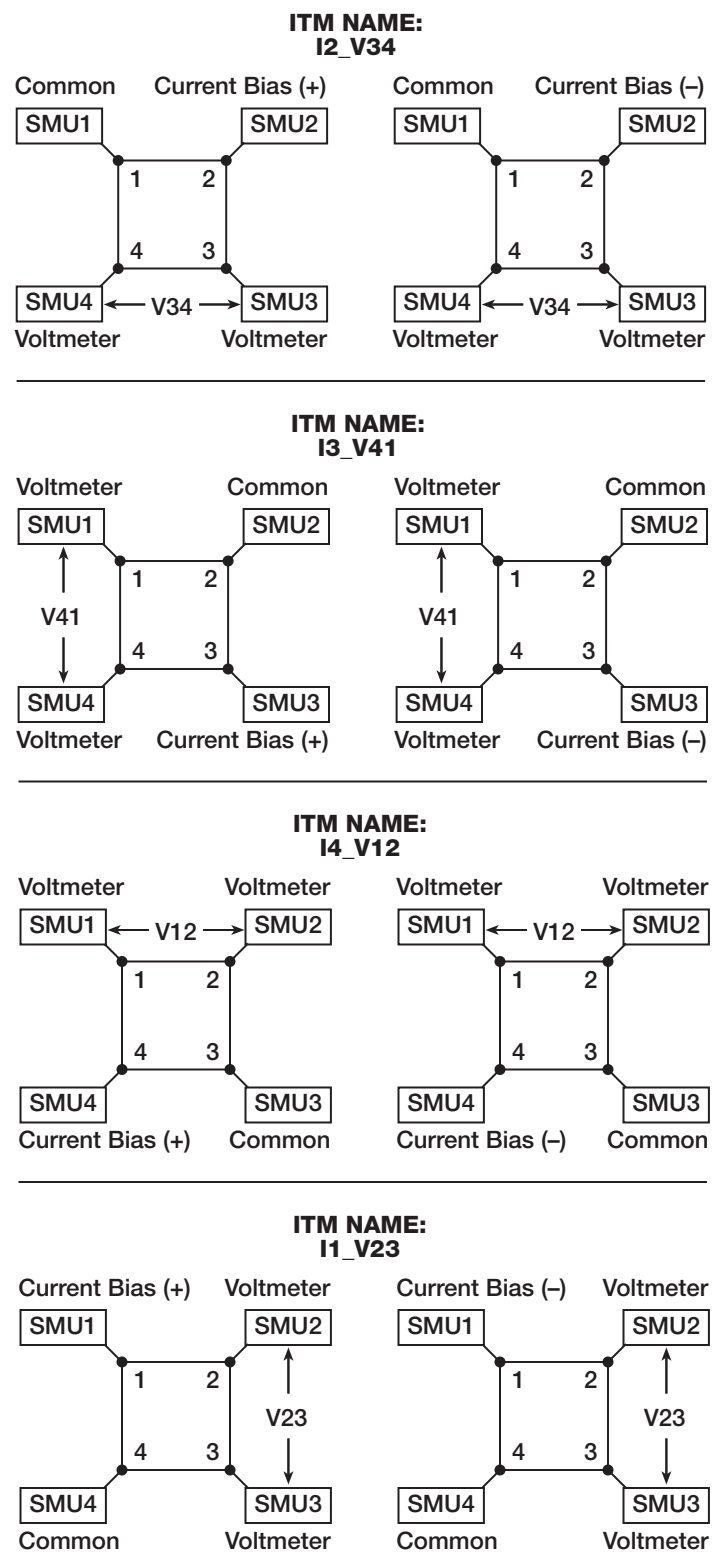 ITM NAME:
I2_V34
Common Current Bias (+) Common Current Bias (–)
SMU1 SMU2 SMU1 SMU2
1 2 1 2
4 3 4 3
SMU4 V34 SMU3 SMU4 V34 SMU3
Voltmeter Voltmeter Voltmeter Voltmeter
ITM NAME:
I3_V41
Voltmeter Common Voltmeter Common
SMU1 SMU2 SMU1 SMU2
1 2 1 2
V41 V41
4 3 4 3
SMU4 SMU3 SMU4 SMU3
Voltmeter Current Bias (+) Voltmeter Current Bias (–)
ITM NAME:
I4_V12
Voltmeter Voltmeter Voltmeter Voltmeter
SMU1 V12 SMU2 SMU1 V12 SMU2
1 2 1 2
4 3 4 3
SMU4 SMU3 SMU4 SMU3
Current Bias (+) Common Current Bias (–) Common
ITM NAME:
I1_V23
Current Bias (+) Voltmeter Current Bias (–) Voltmeter
SMU1 SMU2 SMU1 SMU2
1 2 1 2
V23 V23
4 3 4 3
SMU4 SMU3 SMU4 SMU3
Common Voltmeter Common Voltmeter